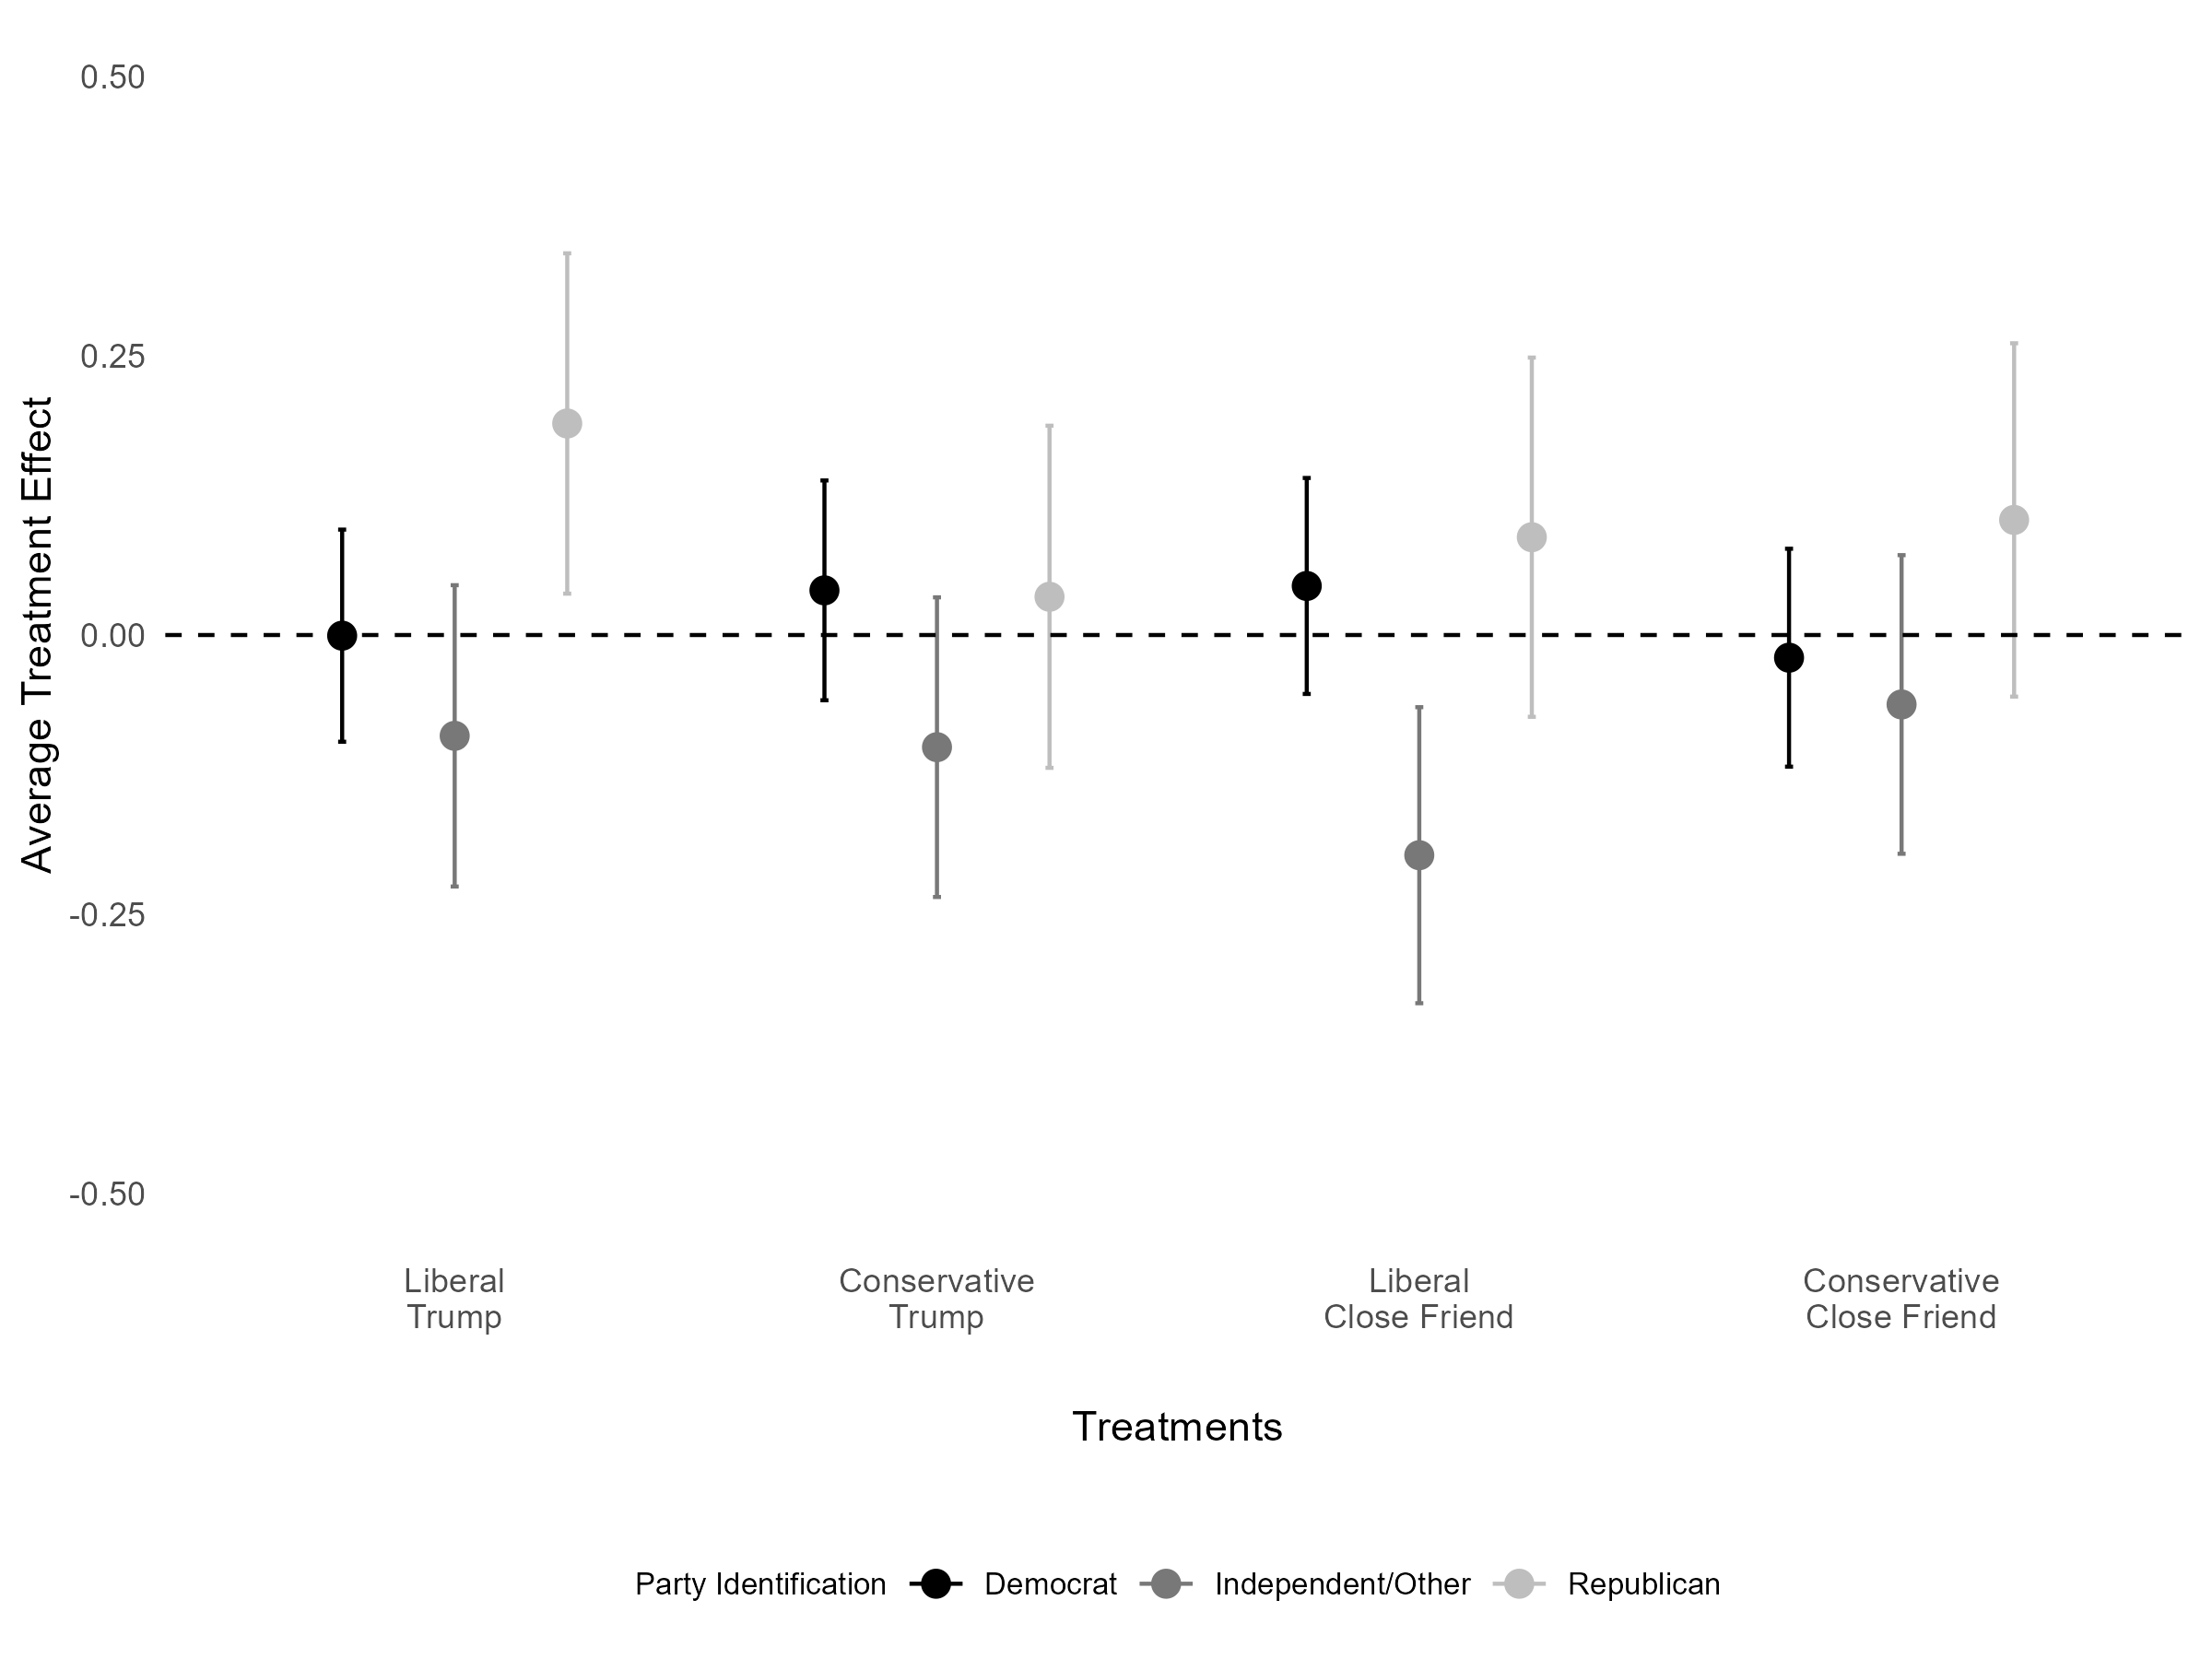 0.50
0.25
0.00
-0.25
-0.50
Average Treatment Effect
Liberal
Trump
Conservative
Trump
Liberal
Close Friend
Conservative
Close Friend
Treatments
Party Identification Democrat Independent/Other Republican